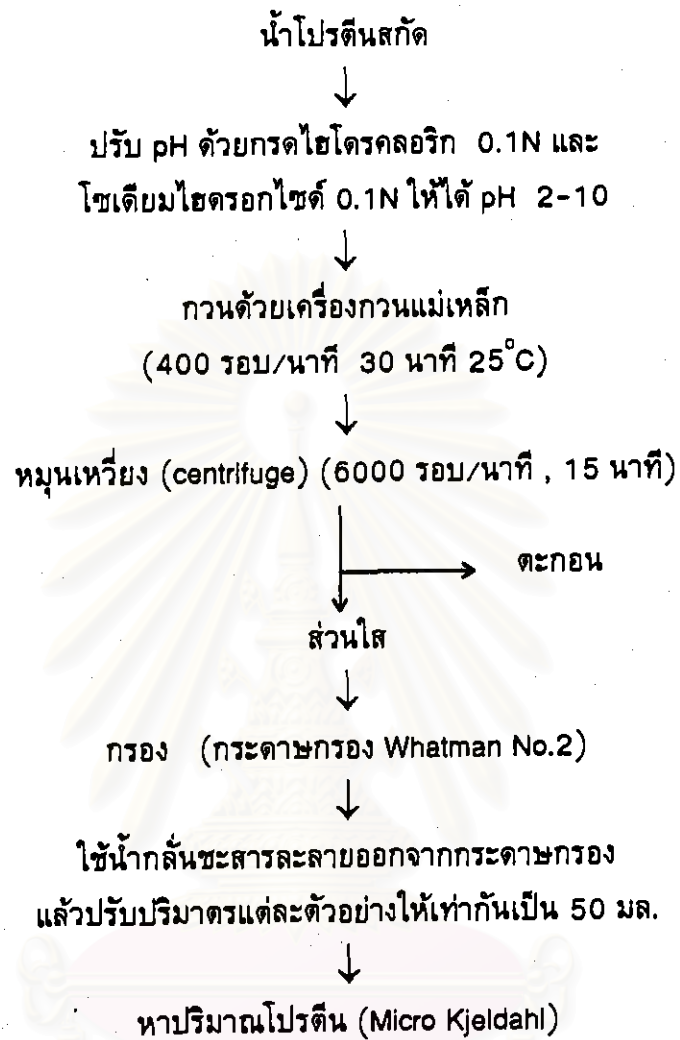 น้ำโปรตีนสกัด
ปรับ pH ด้วยกรดไฮโดรคลอริก 0.1N และ
โซเดียมไฮดรอกไซด์ 0.1N ให้ได้ pH 2-10
กวนด้วยเครื่องกวนแม่เหล็ก
(400 รอบ/นาที 30 นาที 25°C)
หมุนเหวี่ยง (centrifuge) (6000 รอบ/นาที , 15 นาที)
ตะกอน
ส่วนใส
กรอง (กระดาษกรอง Whatman No.2)
ใช้น้ำกลั่นชะสารละลายออกจากกระดาษกรอง
แล้วปรับปริมาตรแต่ละตัวอย่างให้เท่ากันเป็น 50 มล.
หาปริมาณโปรตีน (Micro Kjeldahl)